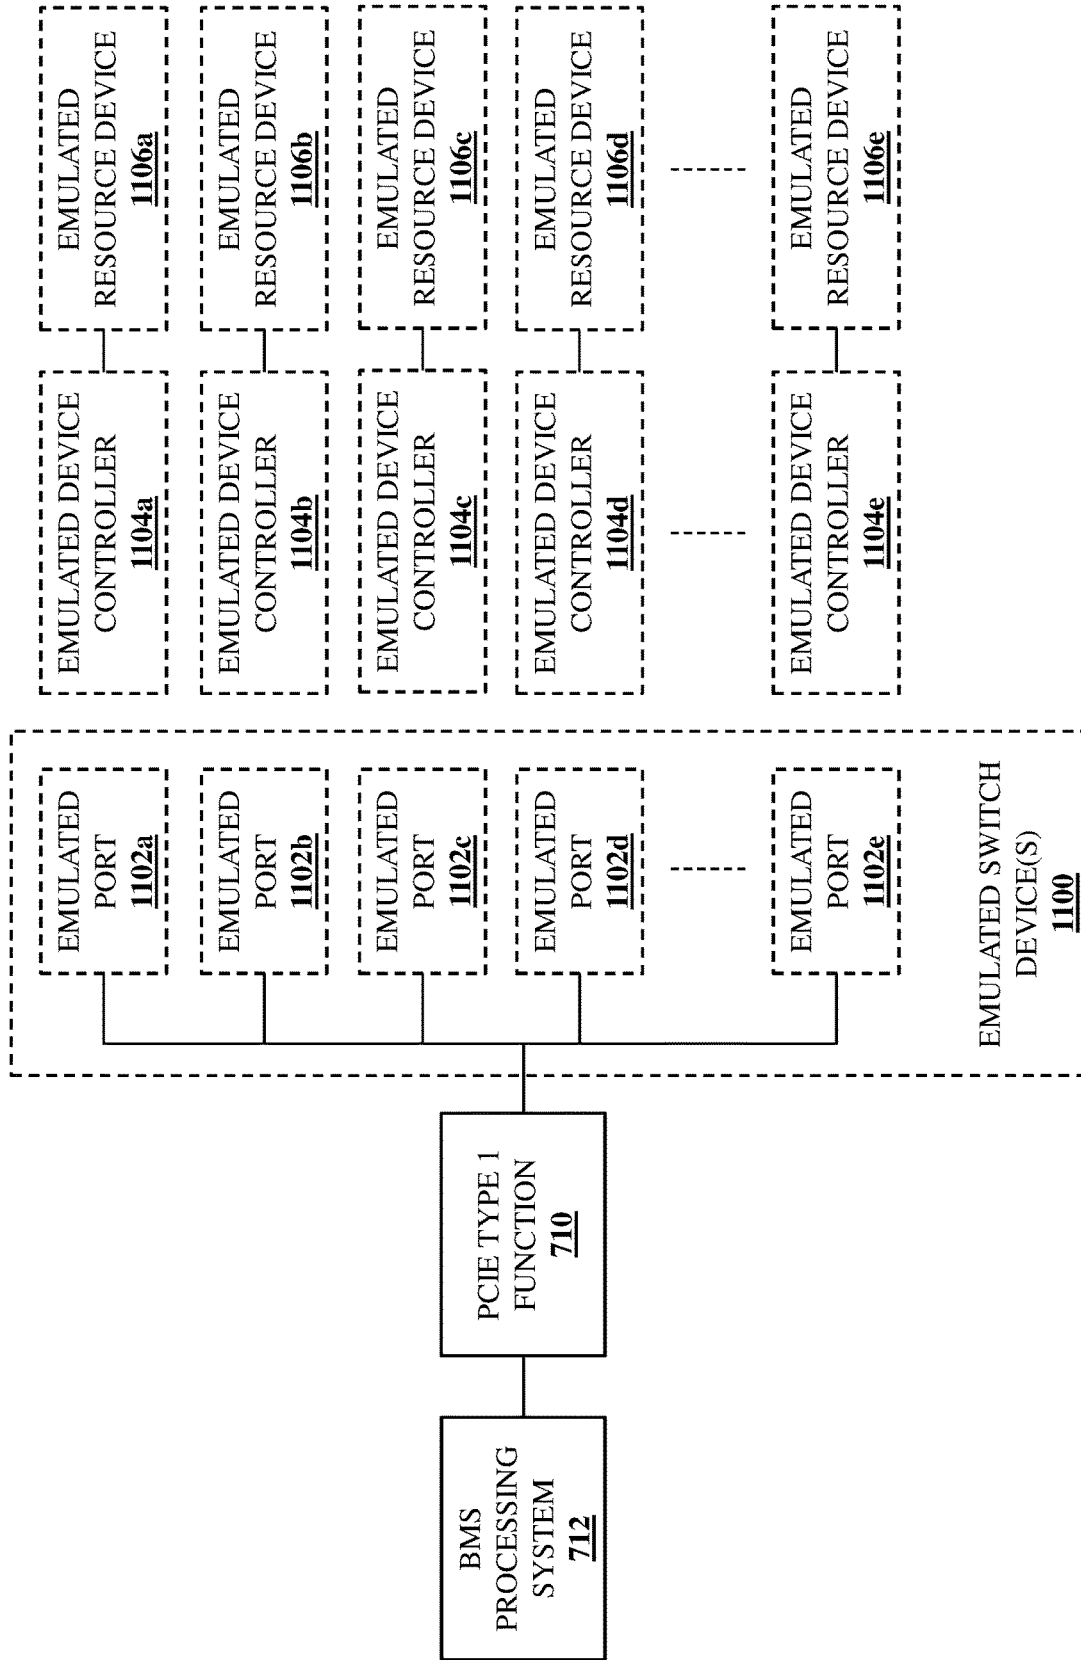 BMS
PROCESSING
SYSTEM
712
PCIE TYPE 1
FUNCTION
710
EMULATED
PORT
1102a
EMULATED
PORT
1102b
EMULATED
PORT
1102c
EMULATED
PORT
1102d
EMULATED
PORT
1102e
EMULATED SWITCH
DEVICE(S)
1100
EMULATED DEVICE
CONTROLLER
1104a
EMULATED DEVICE
CONTROLLER
1104b
EMULATED DEVICE
CONTROLLER
1104c
EMULATED DEVICE
CONTROLLER
1104d
EMULATED DEVICE
CONTROLLER
1104e
EMULATED
RESOURCE DEVICE
1106a
EMULATED
RESOURCE DEVICE
1106b
EMULATED
RESOURCE DEVICE
1106c
EMULATED
RESOURCE DEVICE
1106d
EMULATED
RESOURCE DEVICE
1106e